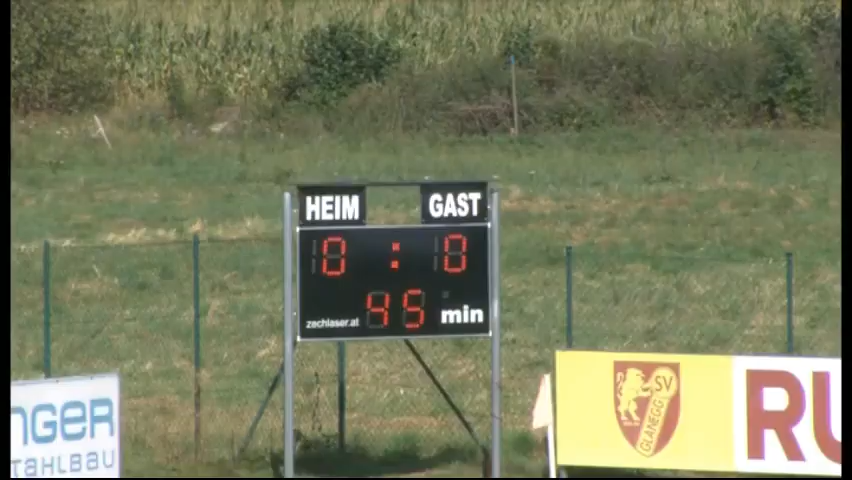 HEIM GAST
0 : 0
45 min
zechlaser.at
NGER
STAHLBAU
SV
GLANEGG
RU